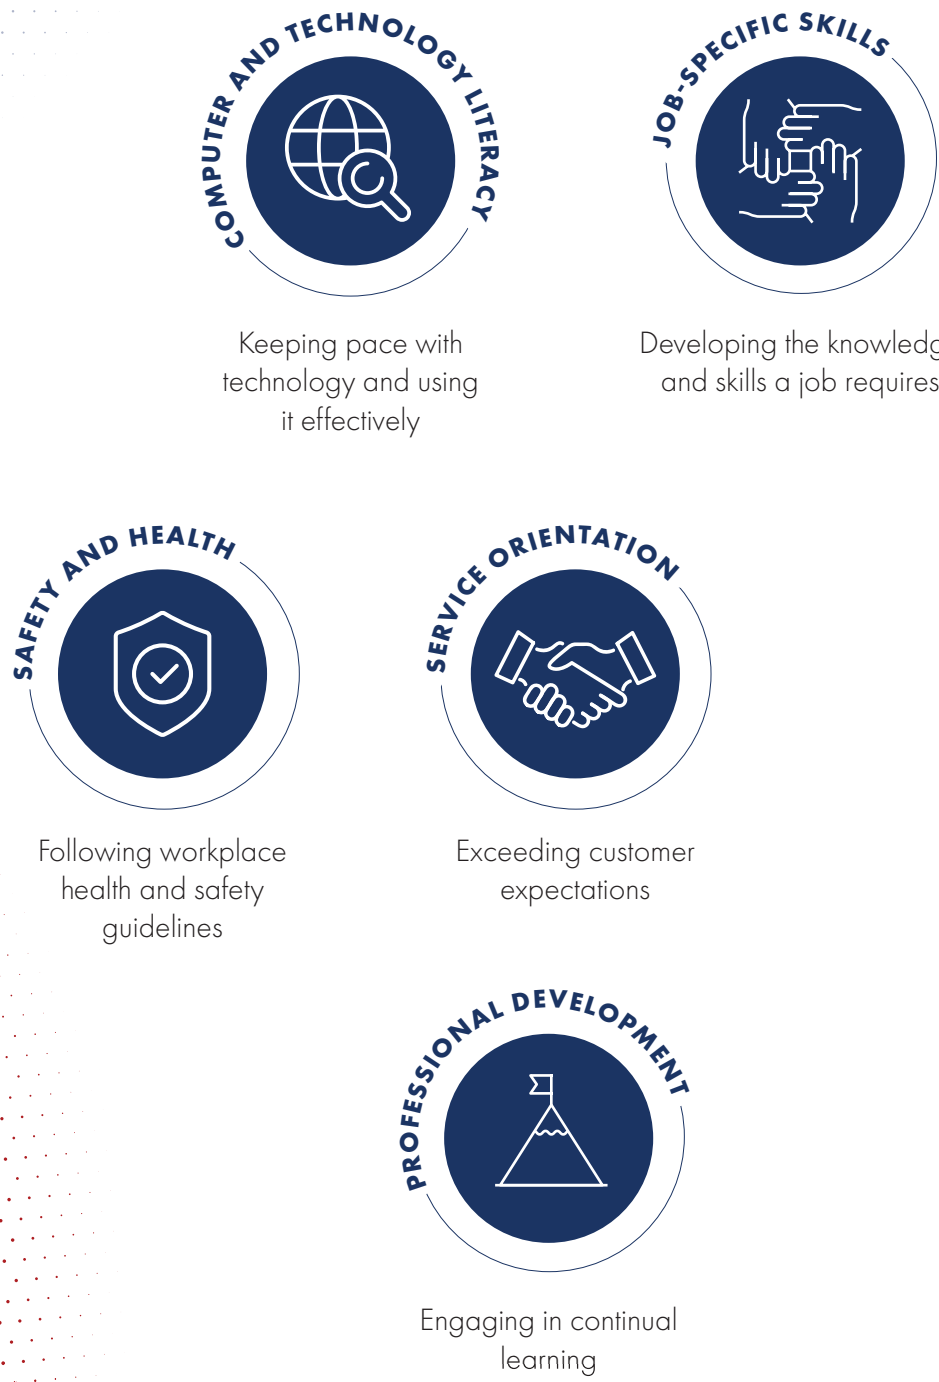 COMPUTER AND TECHNOLOGY LITERACY
Keeping pace with
technology and using
it effectively
JOB-SPECIFIC SKILLS
Developing the
and skills a job requires
SAFETY AND HEALTH
Following workplace
health and safety
guidelines
SERVICE ORIENTATION
Exceeding customer
expectations
PROFESSIONAL DEVELOPMENT
Engaging in continual
learning